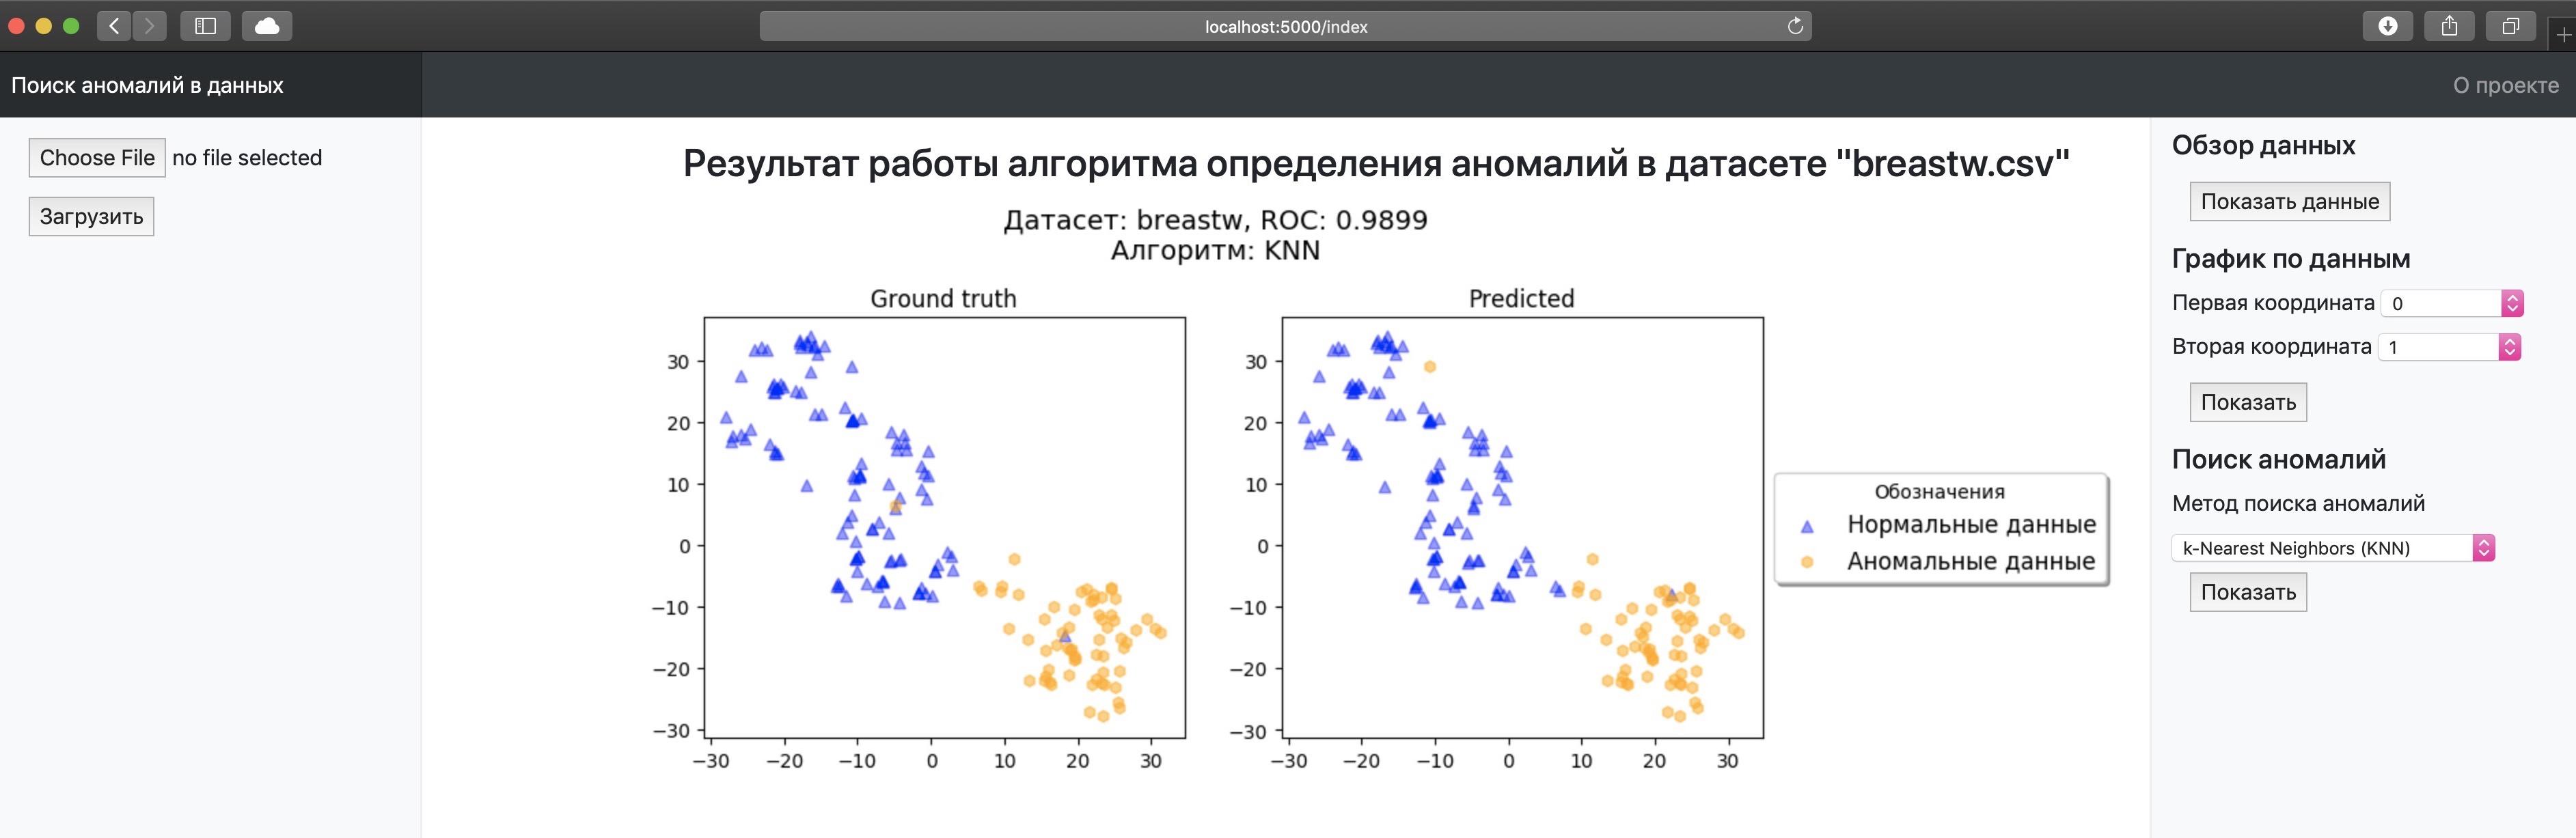 localhost:5000/index
Поиск аномалий в данных
О проекте
Choose File no file selected
Загрузить
Результат работы алгоритма определения аномалий в датасете "breastw.csv"
Датасет: breastw, ROC: 0.9899
Алгоритм: KNN
Ground truth
30
20
10
0
−10
−20
−30
−30 −20 −10 0 10 20 30
Predicted
30
20
10
0
−10
−20
−30
−30 −20 −10 0 10 20 30
Обозначения
Нормальные данные
Аномальные данные
Обзор данных
Показать данные
График по данным
Первая координата 0
Вторая координата 1
Показать
Поиск аномалий
Метод поиска аномалий
k-Nearest Neighbors (KNN)
Показать